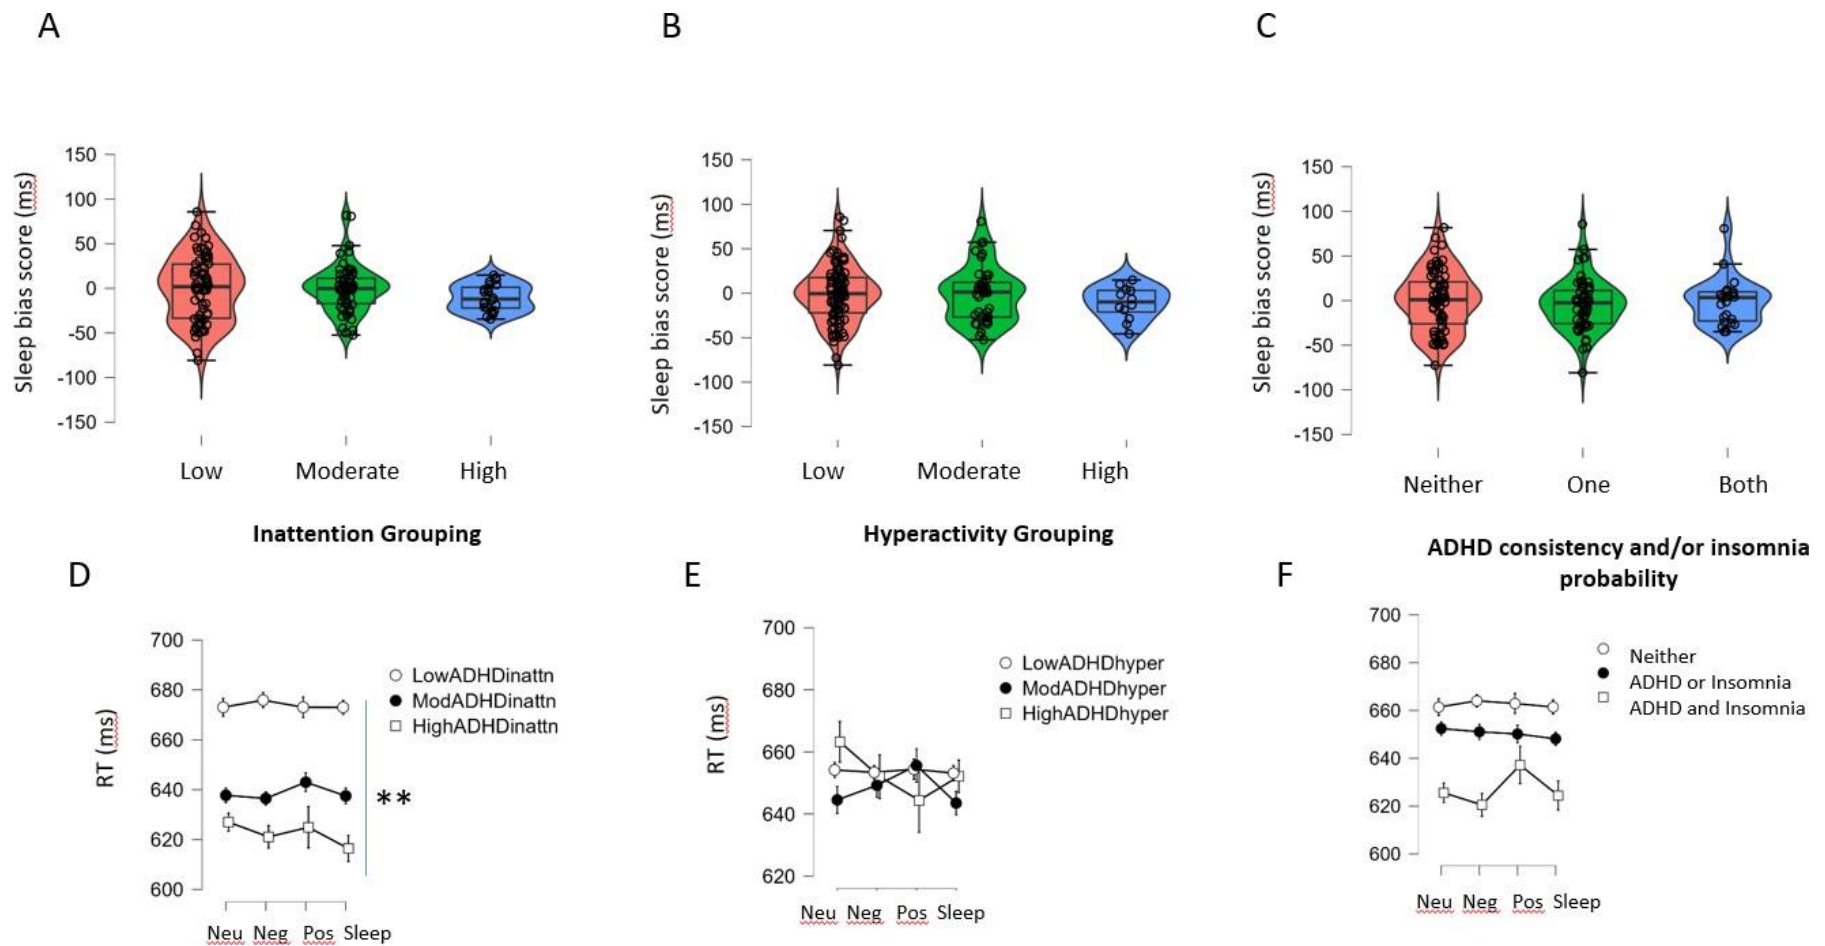 A
B
C
Sleep bias score (ms)
150
100
50
0
-50
-100
-150
Low
Moderate
High
Inattention Grouping
Sleep bias score (ms)
150
100
50
0
-50
-100
-150
Low
Moderate
High
Hyperactivity Grouping
Sleep bias score (ms)
150
100
50
0
-50
-100
-150
Neither
One
Both
ADHD consistency and/or insomnia
probability
D
RT (ms)
700
680
660
640
620
600
LowADHDinattn
ModADHDinattn
HighADHDinattn
**
Neu Neg Pos Sleep
E
RT (ms)
700
680
660
640
620
LowADHDhyper
ModADHDhyper
HighADHDhyper
Neu Neg Pos Sleep
F
RT (ms)
700
680
660
640
620
600
Neither
ADHD or Insomnia
ADHD and Insomnia
Neu Neg Pos Sleep